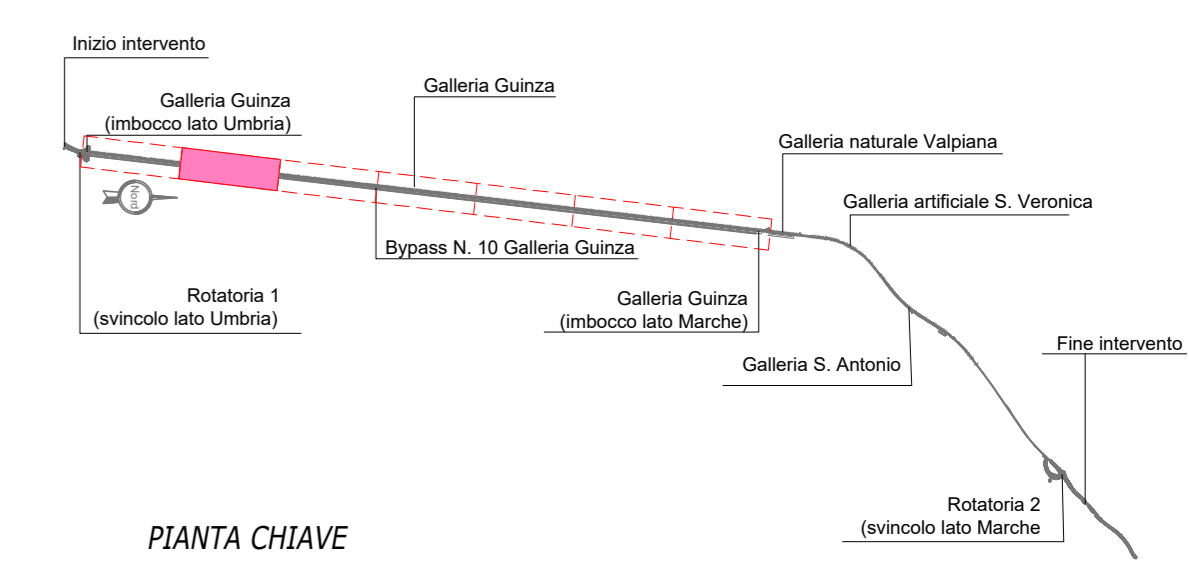 Inizio intervento
Galleria Guinza
(imbocco lato Umbria)
Galleria Guinza
Galleria naturale Valpiana
Galleria artificiale S. Veronica
Nord
Bypass N. 10 Galleria Guinza
Rotatoria 1
(svincolo lato Umbria)
Galleria Guinza
(imbocco lato Marche)
Galleria S. Antonio
Fine intervento
Rotatoria 2
(svincolo lato Marche
PIANTA CHIAVE